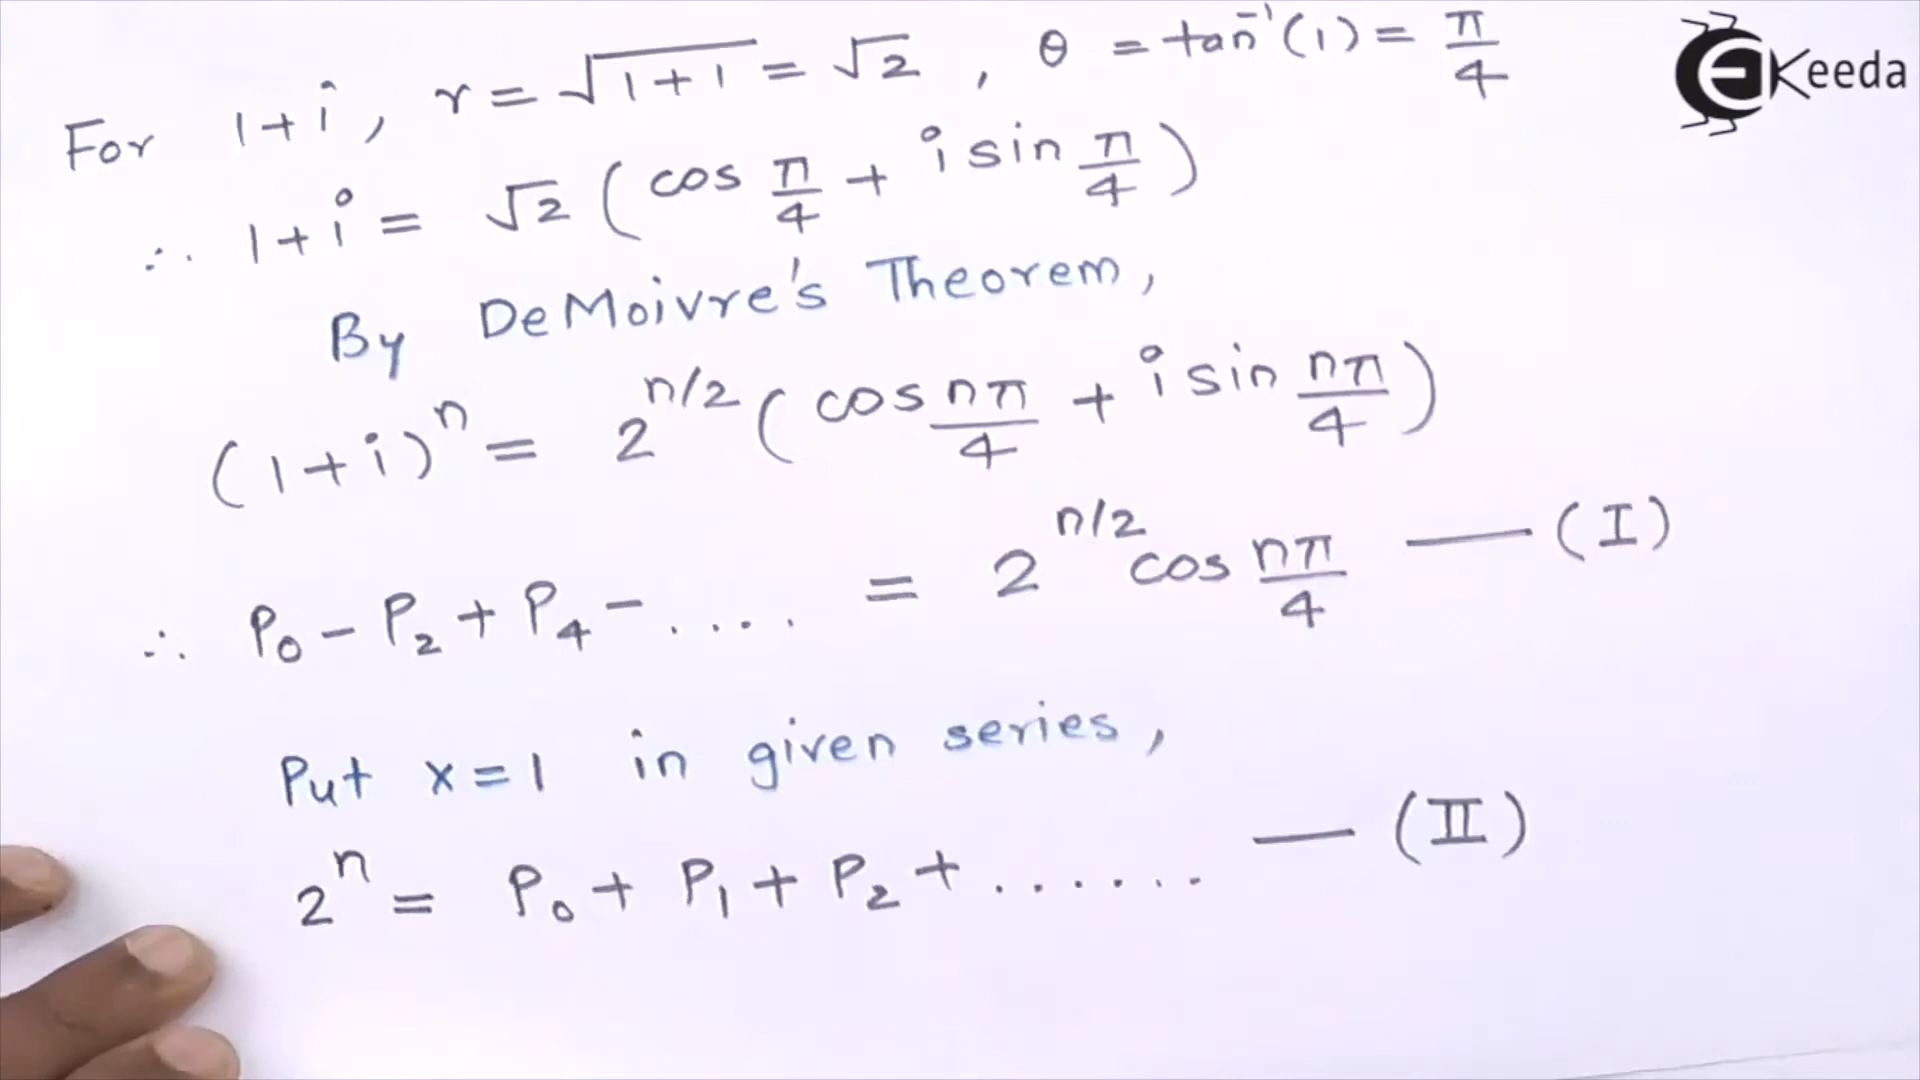 For 1+i, r = √(1+1) = √2 , θ = tan⁻¹(1) = π/4
∴ 1+i = √2 ( cos π/4 + i sin π/4 )
By DeMoivre's Theorem,
(1+i)ⁿ = 2^(n/2) ( cos nπ/4 + i sin nπ/4 )
∴ P₀ - P₂ + P₄ - .... = 2^(n/2) cos nπ/4 — (I)
Put x=1 in given series,
2ⁿ = P₀ + P₁ + P₂ + ...... — (II)
EKeeda